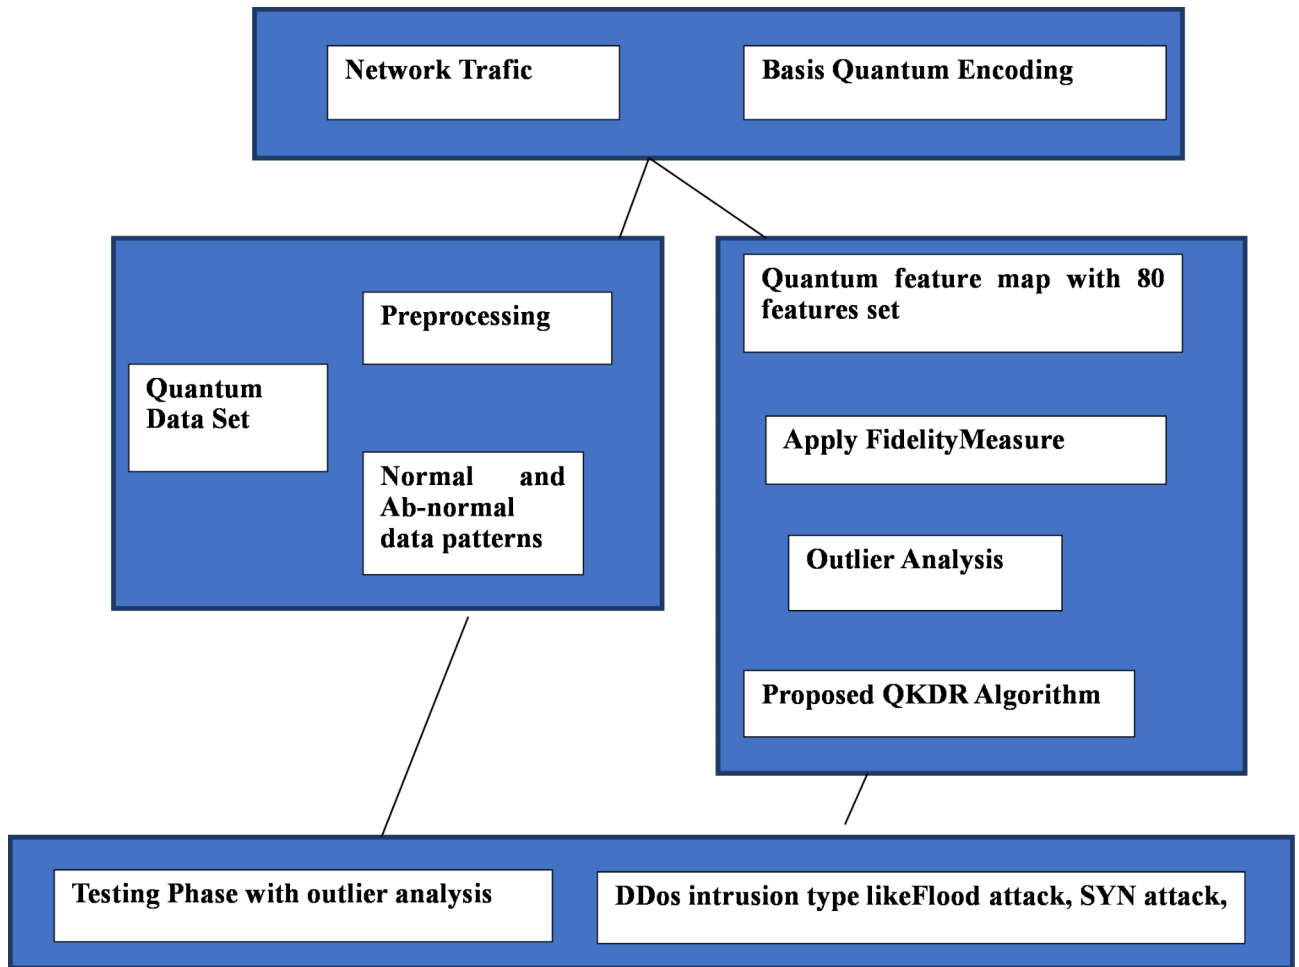 Network Trafic
Basis Quantum Encoding
Preprocessing
Quantum
Data Set
Normal and
Ab-normal
data patterns
Quantum feature map with 80
features set
Apply FidelityMeasure
Outlier Analysis
Proposed QKDR Algorithm
Testing Phase with outlier analysis
DDos intrusion type likeFlood attack, SYN attack,